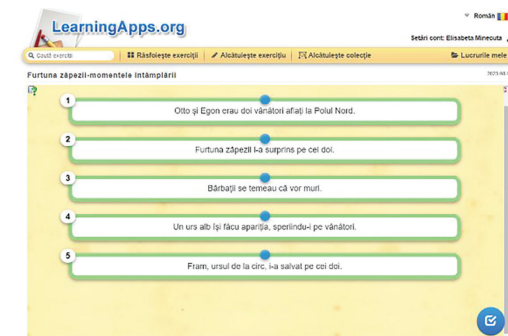 LearningApps.org
Român
Setări cont: Elisabeta Minecuta
Caută exerciții
Răsfoiește exerciții
Alcătuiește exercițiu
Alcătuiește colecție
Lucrurile mele
Furtuna zăpezii-momentele întâmplării
1
Otto și Egon erau doi vânători aflați la Polul Nord.
2
Furtuna zăpezii i-a surprins pe cei doi.
3
Bărbații se temeau că vor muri.
4
Un urs alb își făcu apariția, speriindu-i pe vânători.
5
Fram, ursul de la circ, i-a salvat pe cei doi.